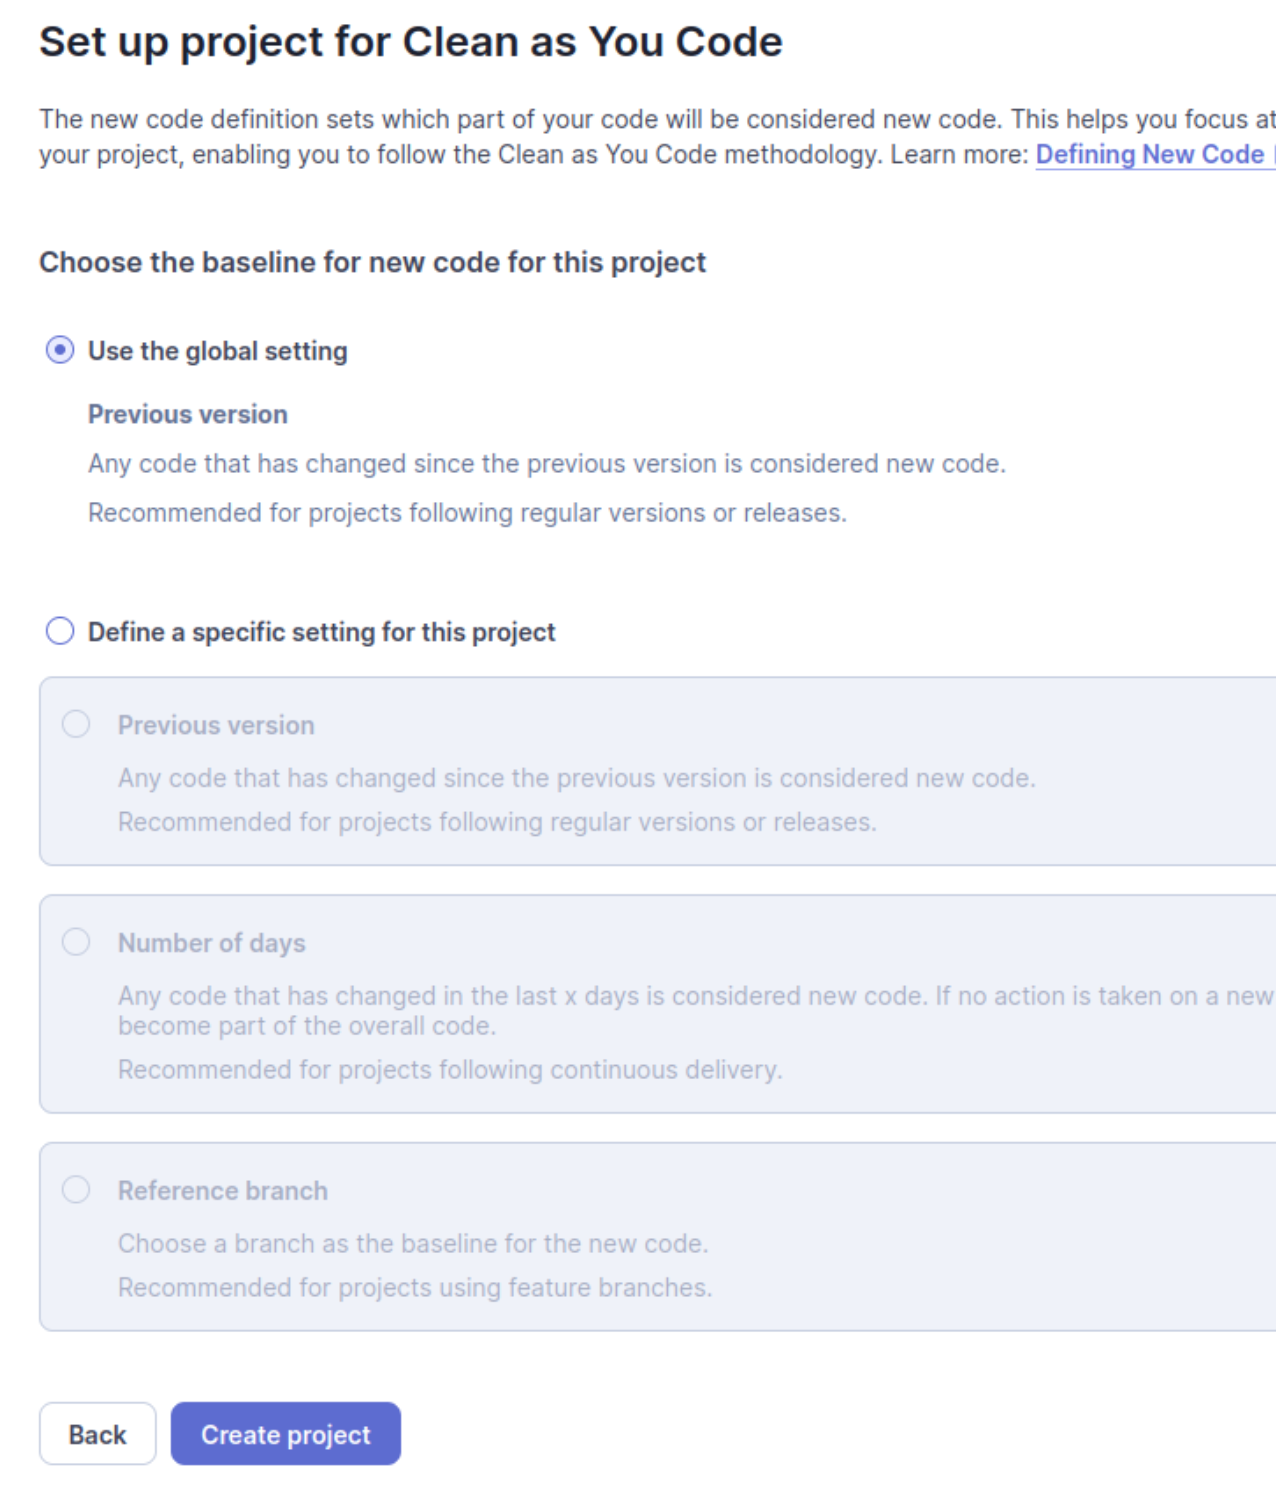 Set up project for Clean as You Code
The new code definition sets which part of your code will be considered new code. This helps you focus at
your project, enabling you to follow the Clean as You Code methodology. Learn more: Defining New Code
Choose the baseline for new code for this project
Use the global setting
Previous version
Any code that has changed since the previous version is considered new code.
Recommended for projects following regular versions or releases.
Define a specific setting for this project
Previous version
Any code that has changed since the previous version is considered new code.
Recommended for projects following regular versions or releases.
Number of days
Any code that has changed in the last x days is considered new code. If no action is taken on a new
become part of the overall code.
Recommended for projects following continuous delivery.
Reference branch
Choose a branch as the baseline for the new code.
Recommended for projects using feature branches.
Back
Create project